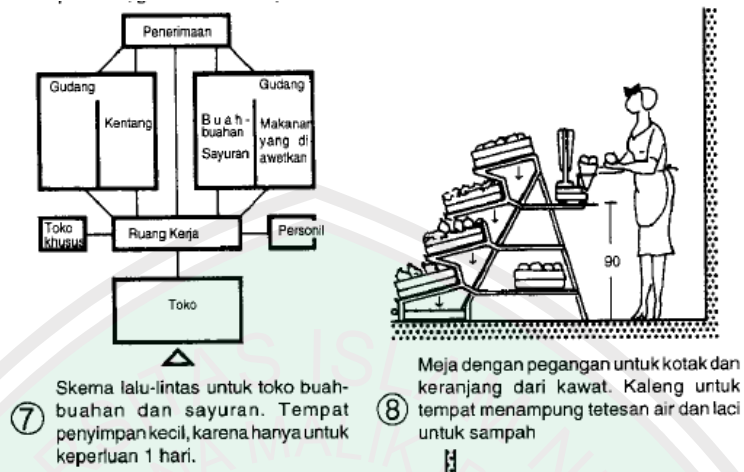 Penerimaan
Gudang
Kentang
Gudang
Buah-
buahan
Sayuran
Makanan
yang di
awetkan
Toko
khusus
Ruang Kerja
Personil
Toko
7
Skema lalu-lintas untuk toko buah-
buahan dan sayuran. Tempat
penyimpan kecil, karena hanya untuk
keperluan 1 hari.
90
8
Meja dengan pegangan untuk kotak dan
keranjang dari kawat. Kaleng untuk
tempat menampung tetesan air dan laci
untuk sampah